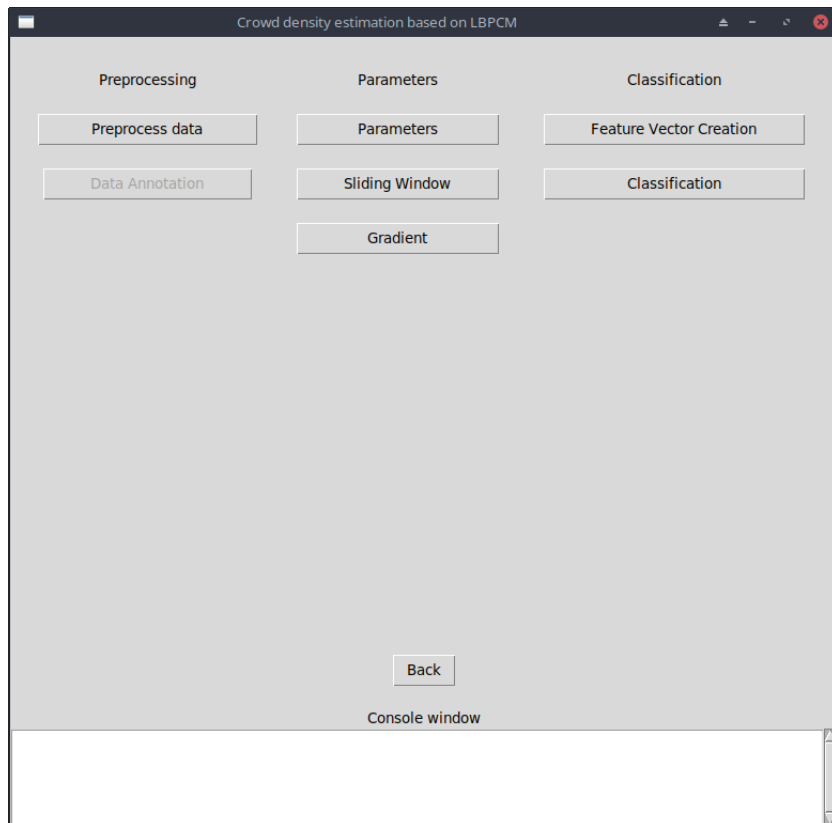 Crowd density estimation based on LBPCM
Preprocessing Parameters Classification
Preprocess data Parameters Feature Vector Creation
Data Annotation Sliding Window Classification
Gradient
Back
Console window